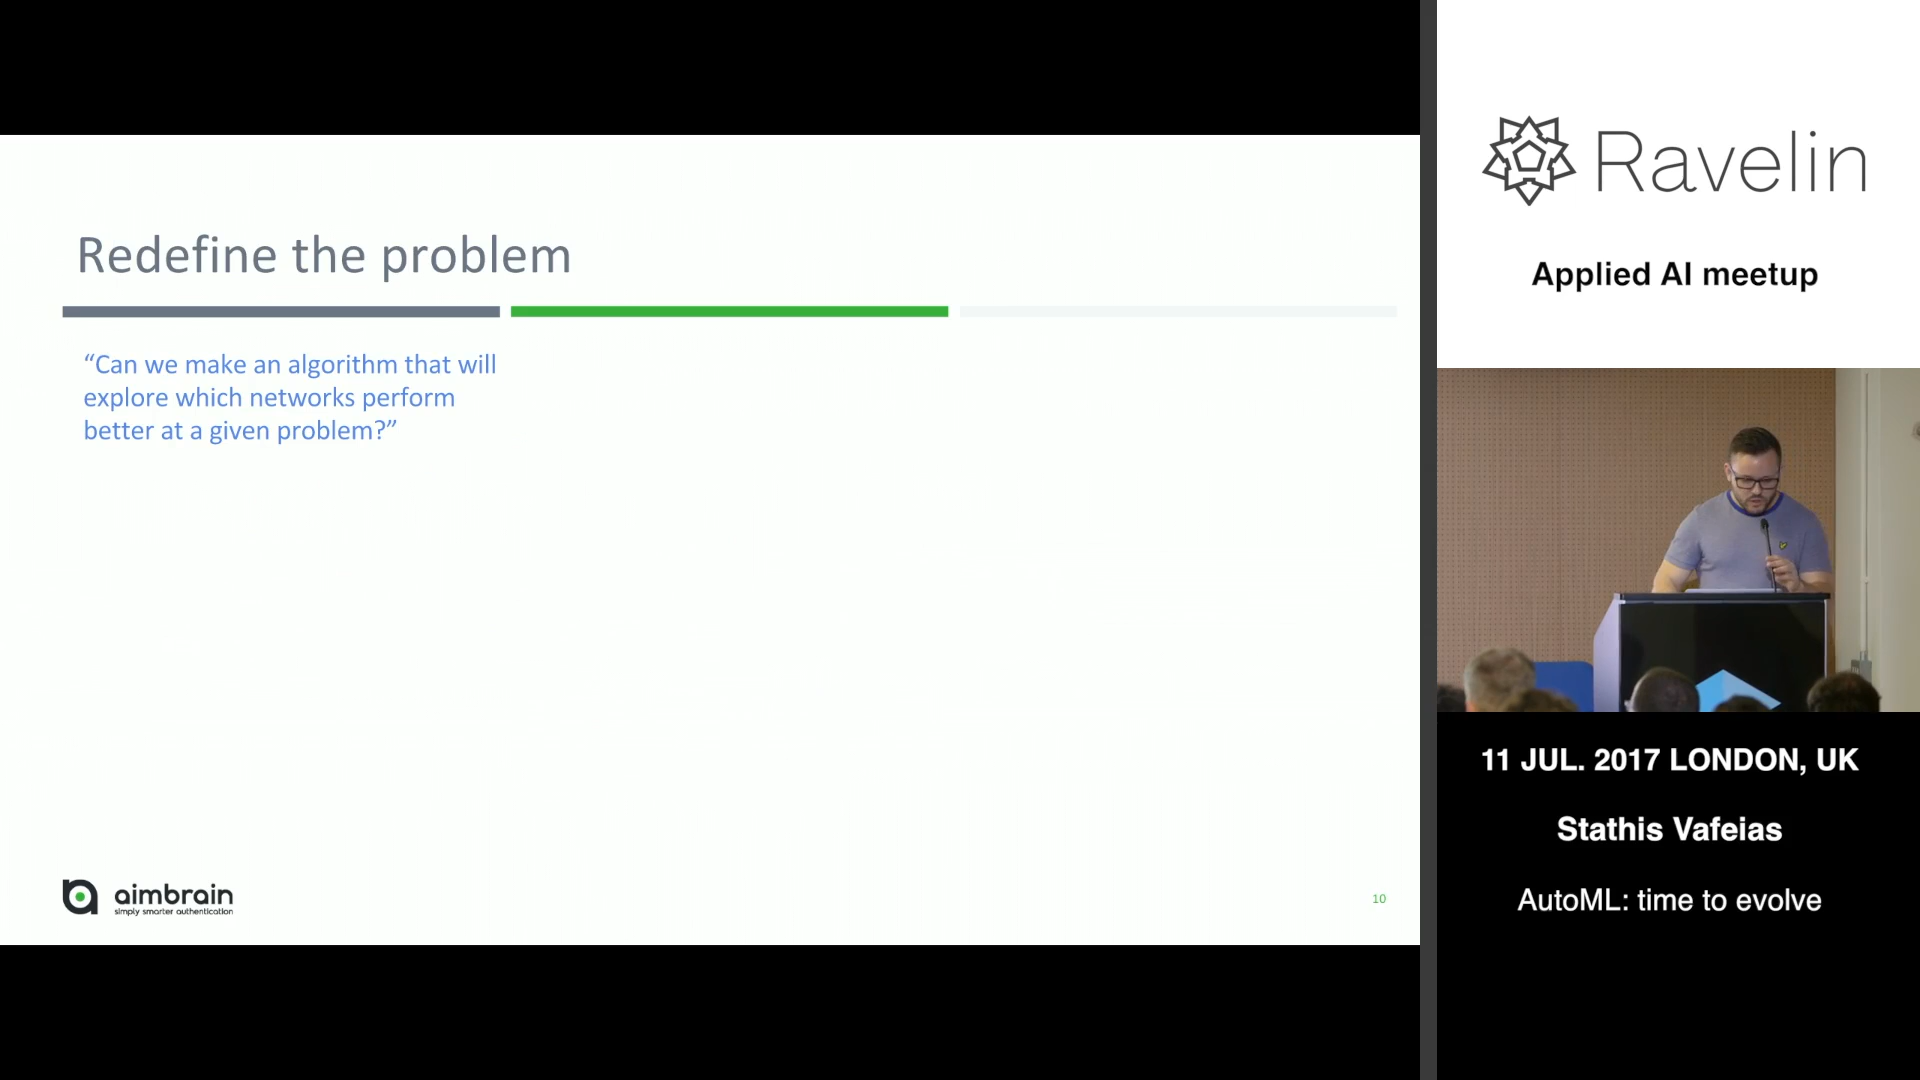 Redefine the problem
“Can we make an algorithm that will
explore which networks perform
better at a given problem?”
aimbrain
simply smarter authentication
10
Ravelin
Applied AI meetup
11 JUL. 2017 LONDON, UK
Stathis Vafeias
AutoML: time to evolve